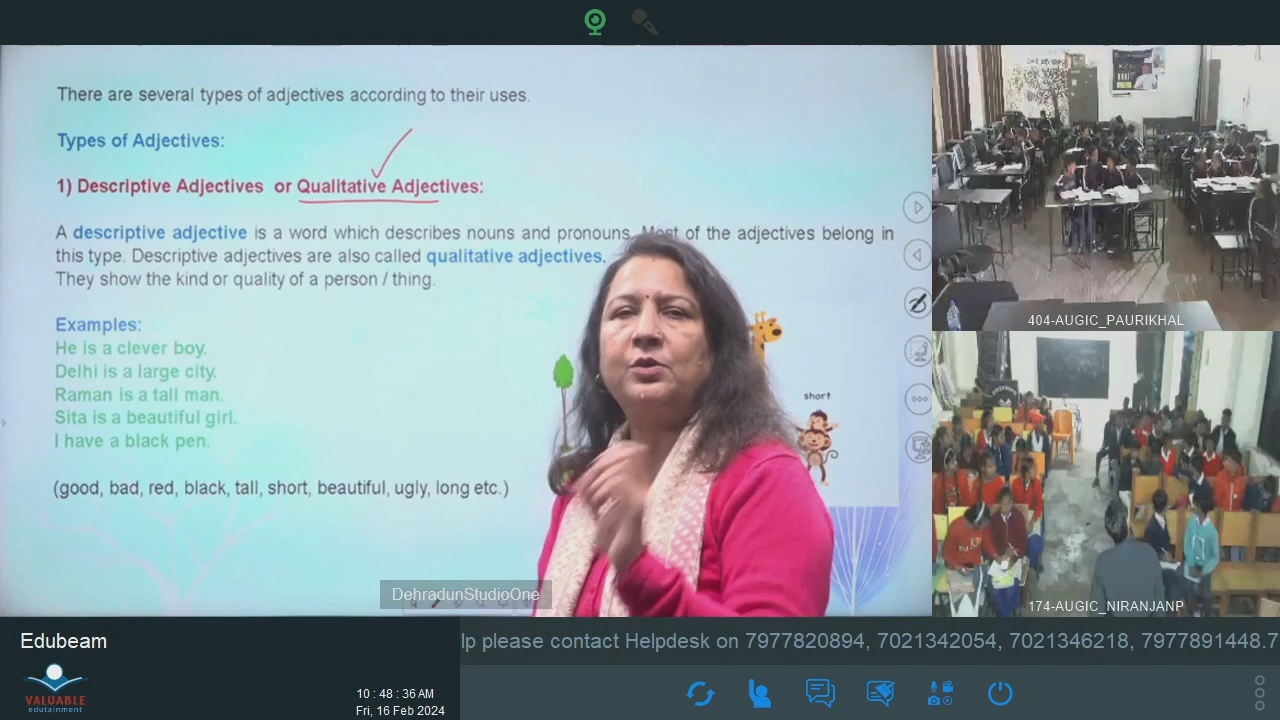 There are several types of adjectives according to their uses.
Types of Adjectives:
1) Descriptive Adjectives or Qualitative Adjectives:
A descriptive adjective is a word which describes nouns and pronouns. Most of the adjectives belong in
this type. Descriptive adjectives are also called qualitative adjectives.
They show the kind or quality of a person / thing.
Examples:
He is a clever boy.
Delhi is a large city.
Raman is a tall man.
Sita is a beautiful girl.
I have a black pen.
(good, bad, red, black, tall, short, beautiful, ugly, long etc.)
short
DehradunStudioOne
404-AUGIC_PAURIKHAL
174-AUGIC_NIRANJANP
Edubeam
lp please contact Helpdesk on 7977820894, 7021342054, 7021346218, 7977891448.7
VALUABLE
edutainment
10 : 48 : 36 AM
Fri, 16 Feb 2024